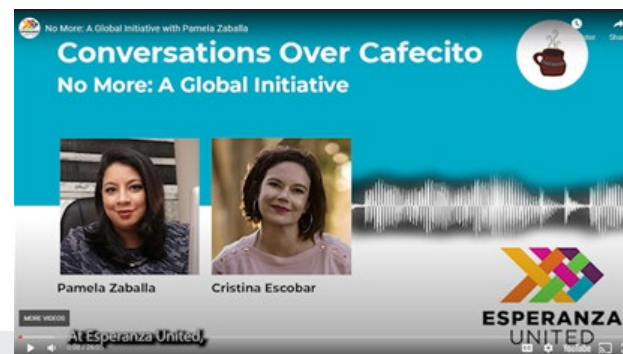 No More: A Global Initiative with Pamela Zaballa
Conversations Over Cafecito
No More: A Global Initiative
Pamela Zaballa
Cristina Escobar
ESPERANZA
UNITED
MORE VIDEOS
At Esperanza United,
YouTube